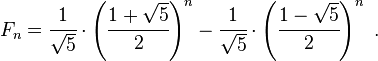 F_n = \frac{1}{\sqrt{5}} \cdot \left( \frac{1 + \sqrt{5}}{2} \right)^n - \frac{1}{\sqrt{5}} \cdot \left( \frac{1 - \sqrt{5}}{2} \right)^n .